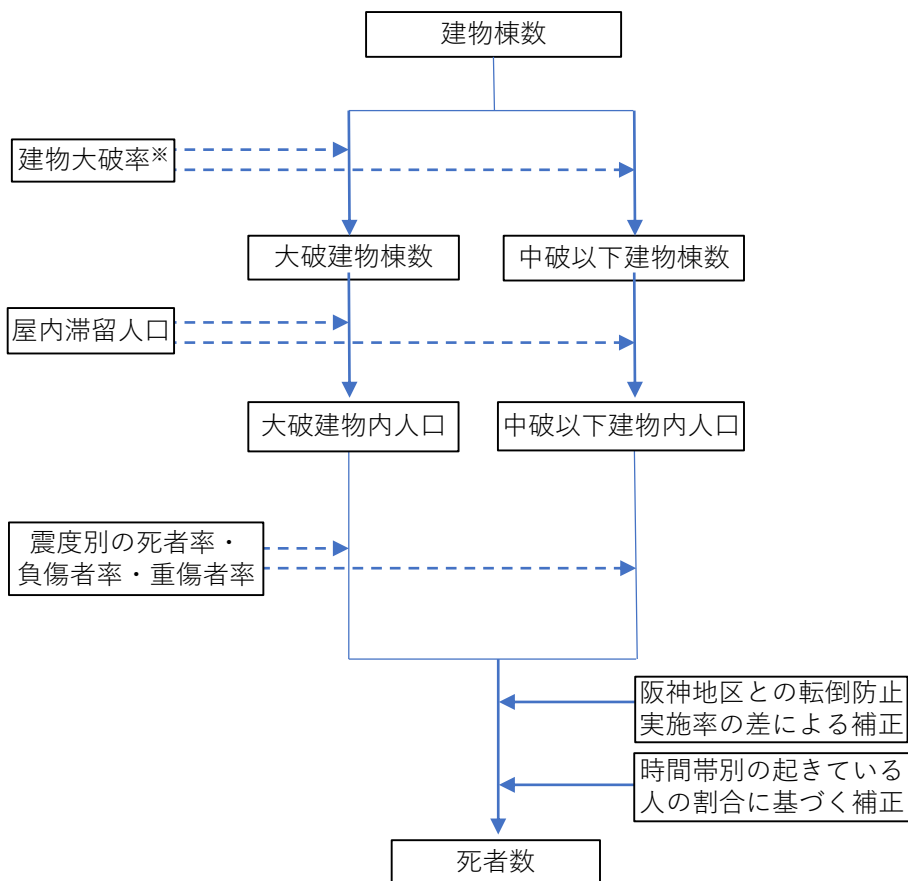 建物棟数
建物大破率※
大破建物棟数
中破以下建物棟数
屋内滞留人口
大破建物内人口
中破以下建物内人口
震度別の死者率・
負傷者率・重傷者率
阪神地区との転倒防止
実施率の差による補正
時間帯別の起きている
人の割合に基づく補正
死者数